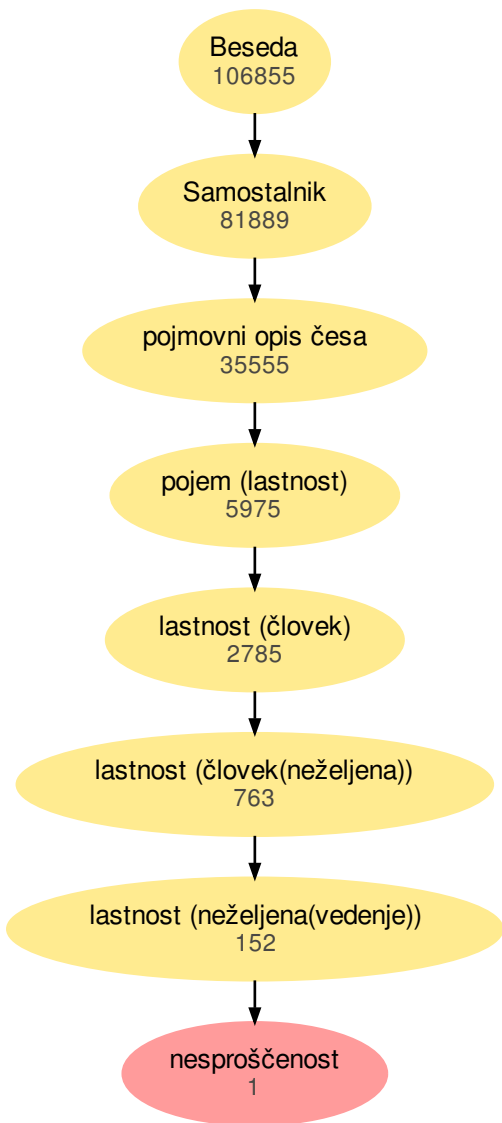 Beseda
106855
Samostalnik
81889
pojmovni opis česa
35555
pojem (lastnost)
5975
lastnost (človek)
2785
lastnost (človek(neželjena))
763
lastnost (neželjena(vedenje))
152
nesproščenost
1